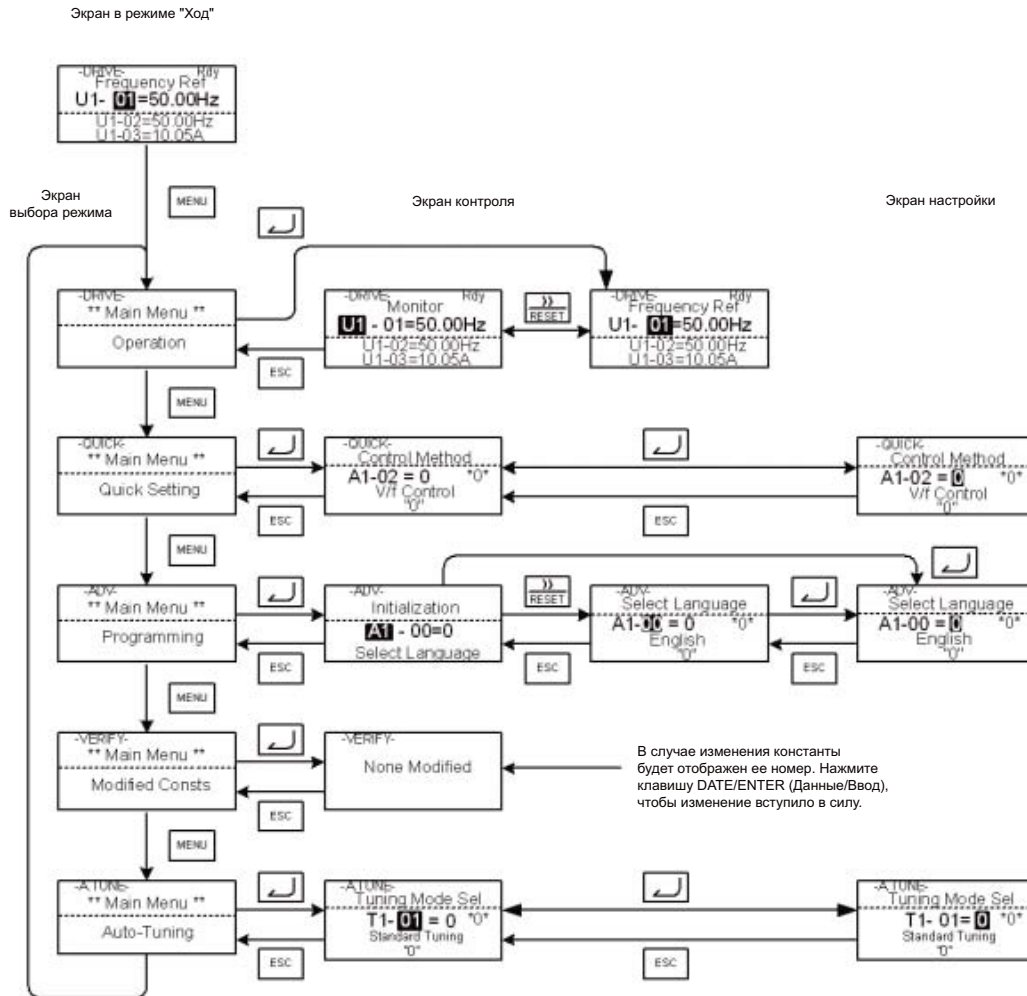 Экран в режиме "Ход"
-DRIVE- Rdy
Frequency Ref
U1- 01=50.00Hz
U1-02=50.00Hz
U1-03=10.05A
Экран
выбора режима
MENU
Экран контроля
Экран настройки
-DRIVE-
** Main Menu **
Operation
-DRIVE- Rdy
Monitor
U1 - 01=50.00Hz
U1-02=50.00Hz
U1-03=10.05A
>>
RESET
-DRIVE- Rdy
Frequency Ref
U1- 01=50.00Hz
U1-02=50.00Hz
U1-03=10.05A
ESC
MENU
-QUICK-
** Main Menu **
Quick Setting
-QUICK-
Control Method
A1-02 = 0 *0*
V/f Control
"0"
-QUICK-
Control Method
A1-02 = 0 *0*
V/f Control
"0"
ESC
ESC
MENU
-ADV-
** Main Menu **
Programming
-ADV-
Initialization
A1 - 00=0
Select Language
>>
RESET
-ADV-
Select Language
A1-00 = 0 *0*
English
"0"
-ADV-
Select Language
A1-00 = 0 *0*
English
"0"
ESC
ESC
ESC
MENU
-VERIFY-
** Main Menu **
Modified Consts
-VERIFY-
None Modified
В случае изменения константы
будет отображен ее номер. Нажмите
клавишу DATE/ENTER (Данные/Ввод),
чтобы изменение вступило в силу.
ESC
MENU
-A.TUNE-
** Main Menu **
Auto-Tuning
-A.TUNE-
Tuning Mode Sel
T1- 01 = 0 *0*
Standard Tuning
"0"
-A.TUNE-
Tuning Mode Sel
T1- 01= 0 *0*
Standard Tuning
"0"
ESC
ESC